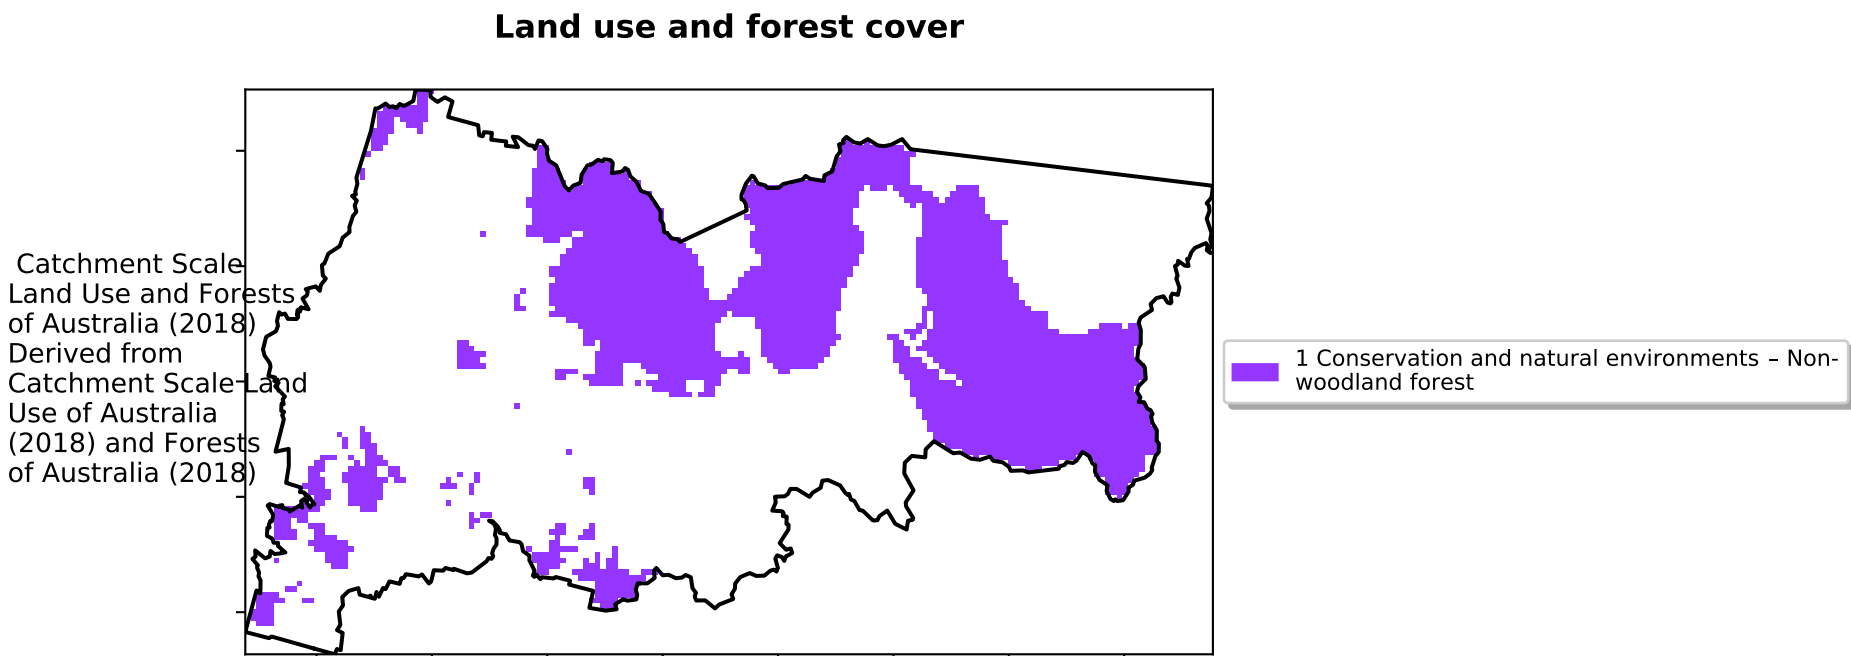 Land use and forest cover
Catchment Scale
Land Use and Forests
of Australia (2018)
Derived from
Catchment Scale Land
Use of Australia
(2018) and Forests
of Australia (2018)
1 Conservation and natural environments – Non-
woodland forest